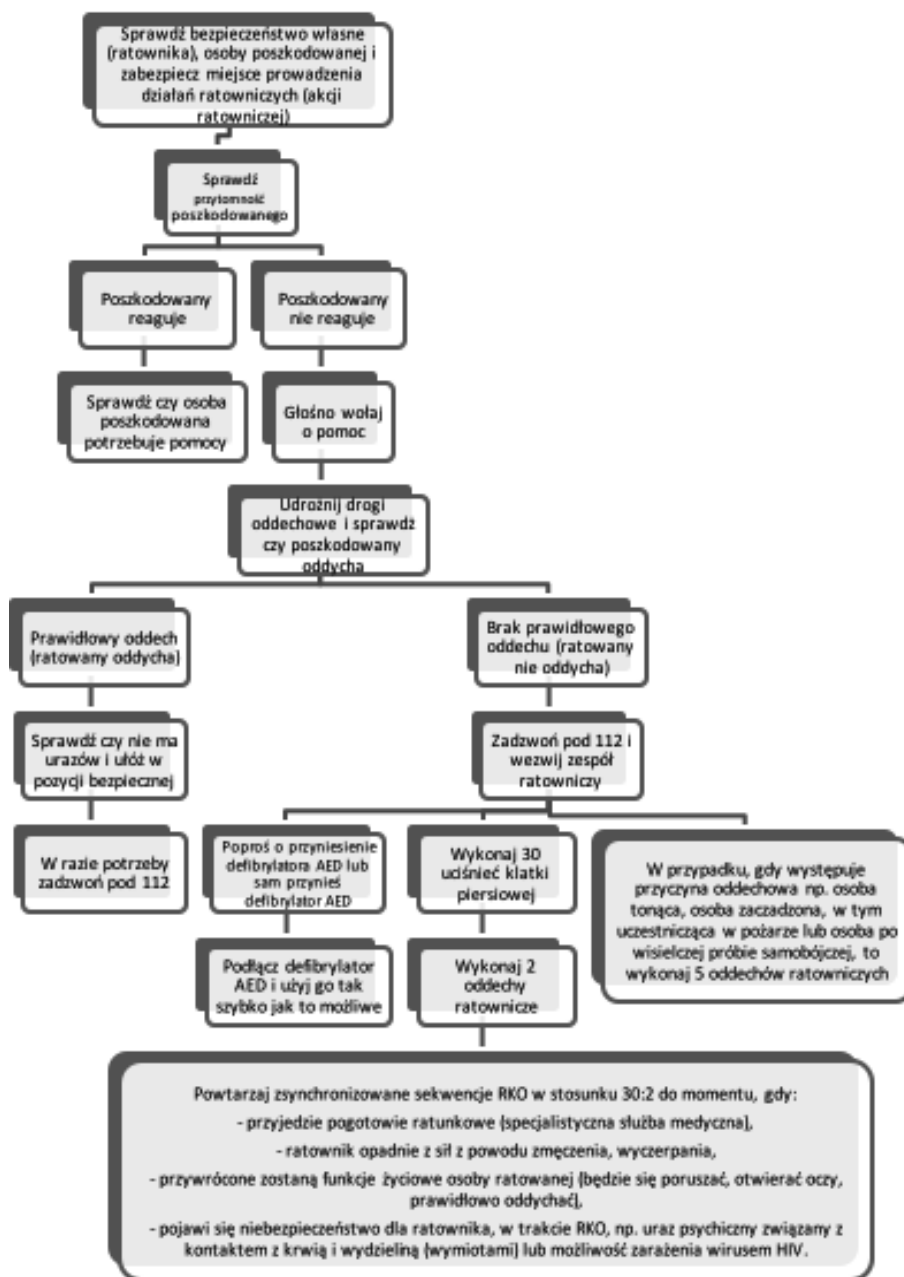 Sprawdź bezpieczeństwo własne
(ratownika), osoby poszkodowanej i
zabezpiecz miejsce prowadzenia
działań ratowniczych (akcji
ratowniczej)
Sprawdź
przytomność
poszkodowanego
Poszkodowany
reaguje
Poszkodowany
nie reaguje
Sprawdź czy osoba
poszkodowana
potrzebuje pomocy
Głośno wołaj
o pomoc
Udrożnij drogi
oddechowe i sprawdź
czy poszkodowany
oddycha
Prawidłowy oddech
(ratowany oddycha)
Brak prawidłowego
oddechu (ratowany
nie oddycha)
Sprawdź czy nie ma
urazów i ułóż w
pozycji bezpiecznej
Zadzwoń pod 112 i
wezwij zespół
ratowniczy
W razie potrzeby
zadzwoń pod 112
Poproś o przyniesienie
defibrylatora AED lub
sam przynieś
defibrylator AED
Wykonaj 30
uciśnieć klatki
piersiowej
W przypadku, gdy występuje
przyczyna oddechowa np. osoba
tonąca, osoba zaczadzona, w tym
uczestnicząca w pożarze lub osoba po
wisielczej próbie samobójczej, to
wykonaj 5 oddechów ratowniczych
Podłącz defibrylator
AED i użyj go tak
szybko jak to możliwe
Wykonaj 2
oddechy
ratownicze
Powtarzaj zsynchronizowane sekwencje RKO w stosunku 30:2 do momentu, gdy:
- przyjedzie pogotowie ratunkowe (specjalistyczna służba medyczna),
- ratownik opadnie z sił z powodu zmęczenia, wyczerpania,
- przywrócone zostaną funkcje życiowe osoby ratowanej (będzie się poruszać, otwierać oczy,
prawidłowo oddychać),
- pojawi się niebezpieczeństwo dla ratownika, w trakcie RKO, np. uraz psychiczny związany z
kontaktem z krwią i wydzieliną (wymiotami) lub możliwość zarażenia wirusem HIV.